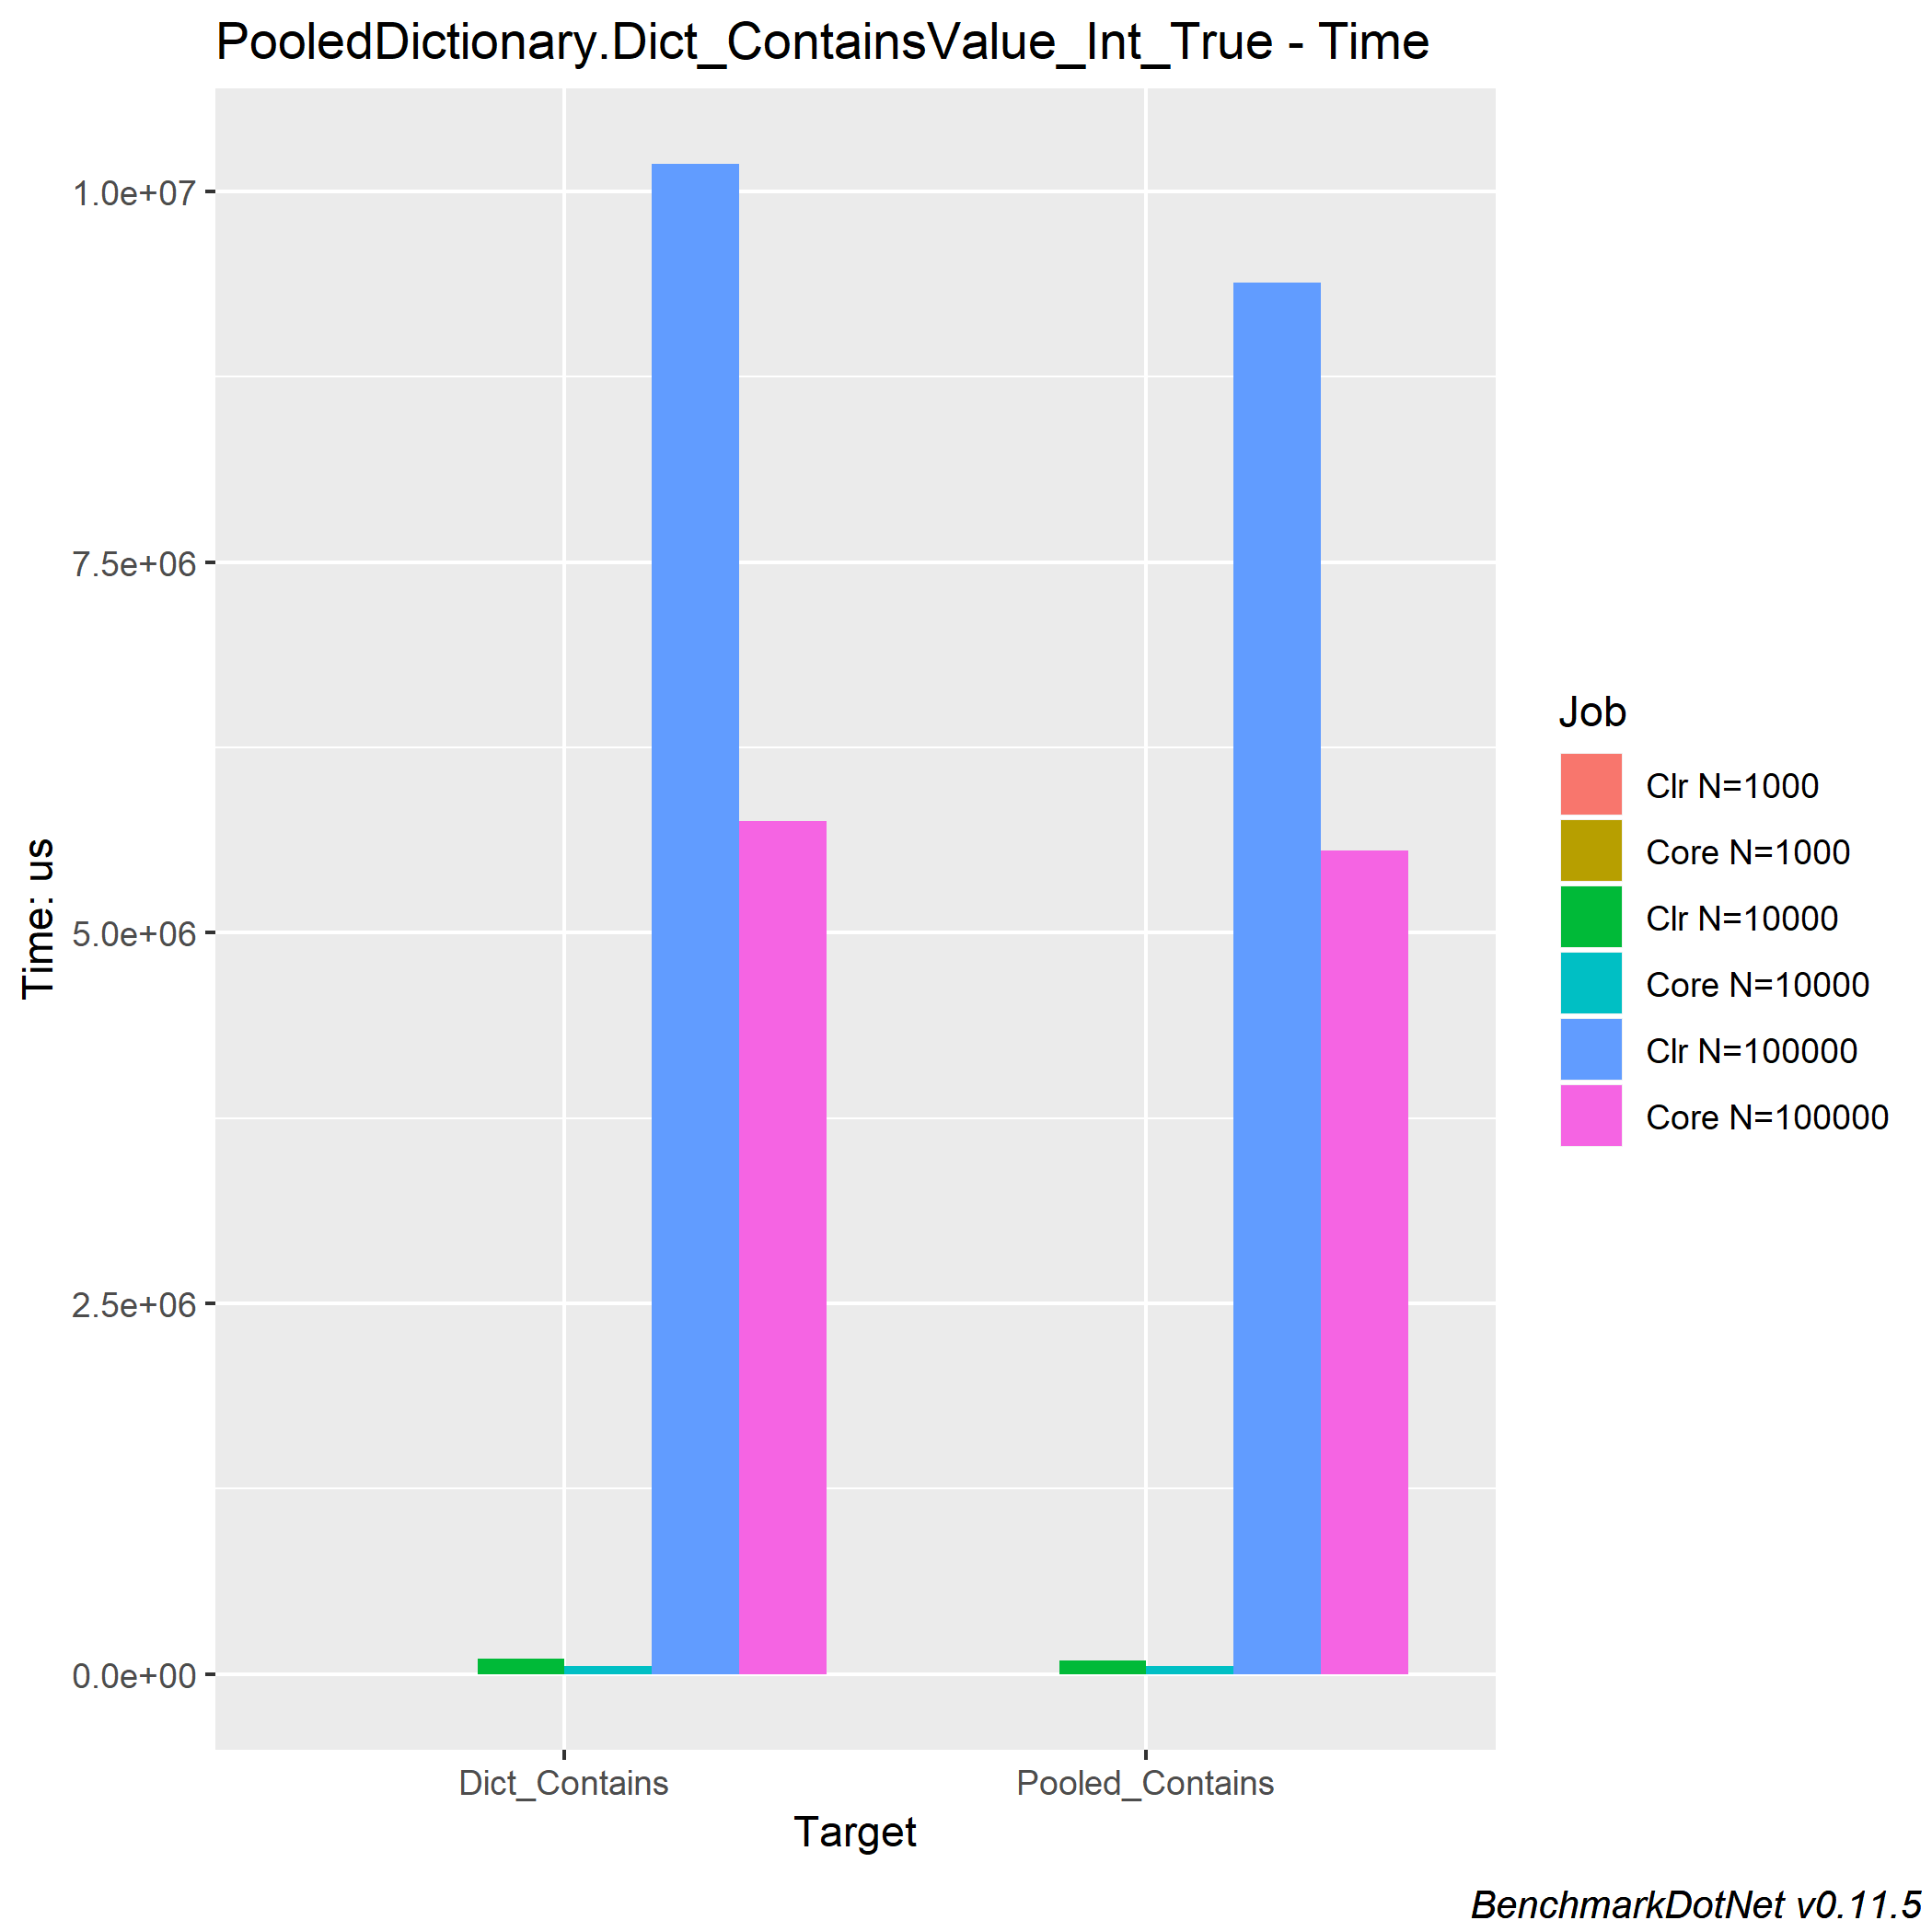 PooledDictionary.Dict_ContainsValue_Int_True - Time
1.0e+07
7.5e+06
5.0e+06
2.5e+06
0.0e+00
Time: us
Dict_Contains
Pooled_Contains
Target
Job
Clr N=1000
Core N=1000
Clr N=10000
Core N=10000
Clr N=100000
Core N=100000
BenchmarkDotNet v0.11.5